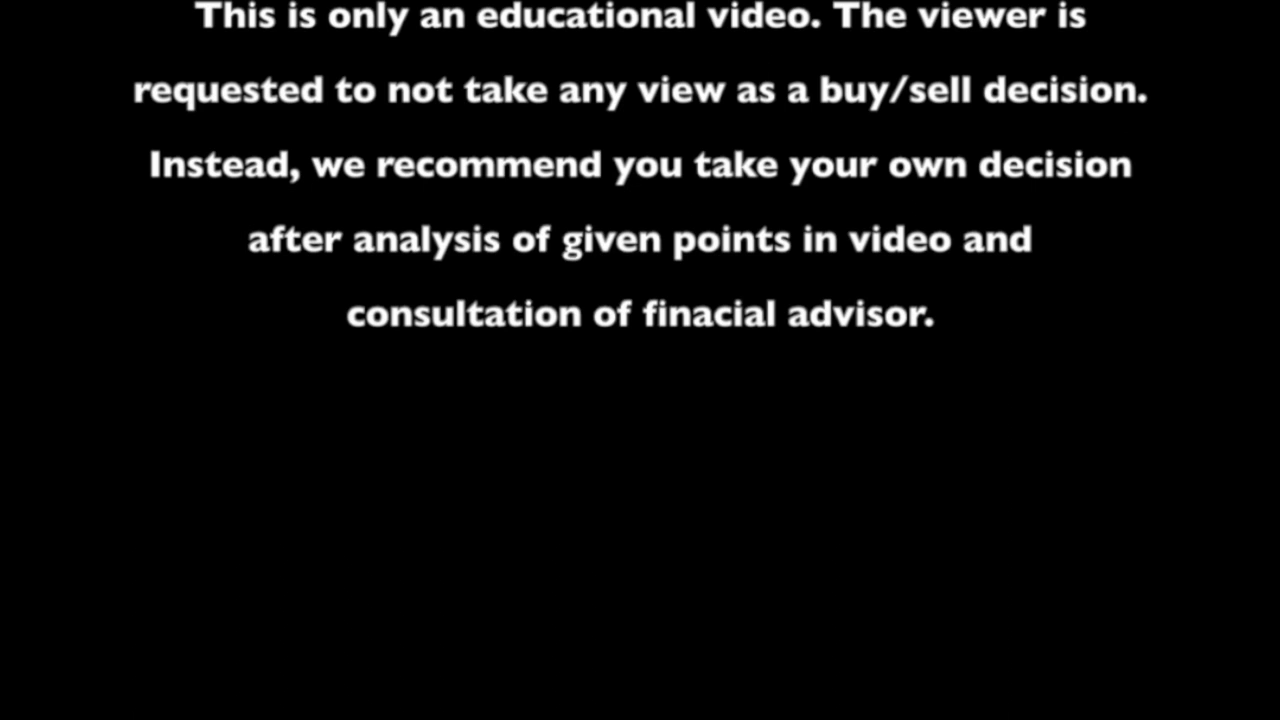 This is only an educational video. The viewer is
requested to not take any view as a buy/sell decision.
Instead, we recommend you take your own decision
after analysis of given points in video and
consultation of finacial advisor.